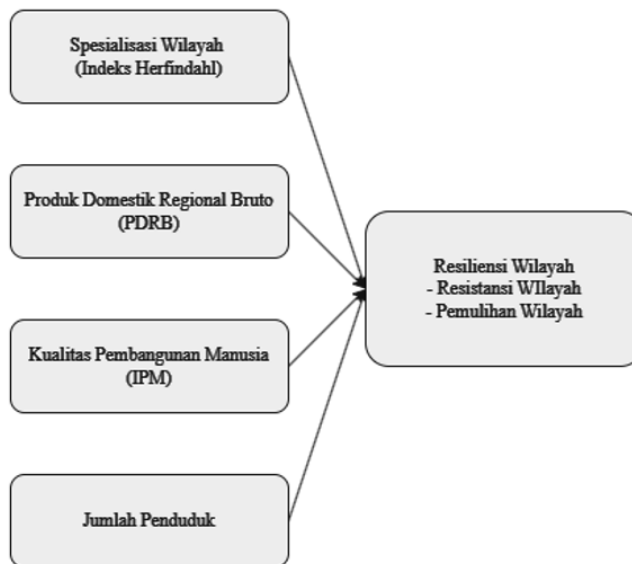 Spesialisasi Wilayah
(Indeks Herfindahl)
Produk Domestik Regional Bruto
(PDRB)
Kualitas Pembangunan Manusia
(IPM)
Jumlah Penduduk
Resiliensi Wilayah
- Resistansi WIlayah
- Pemulihan Wilayah